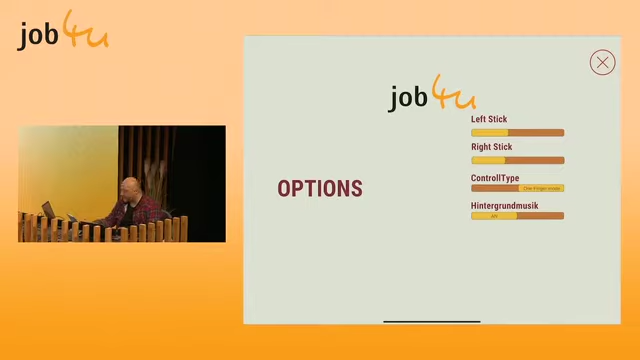 job4u
job4u
Left Stick
Right Stick
OPTIONS
ControllType
One-Finger-mode
Hintergrundmusik
AN